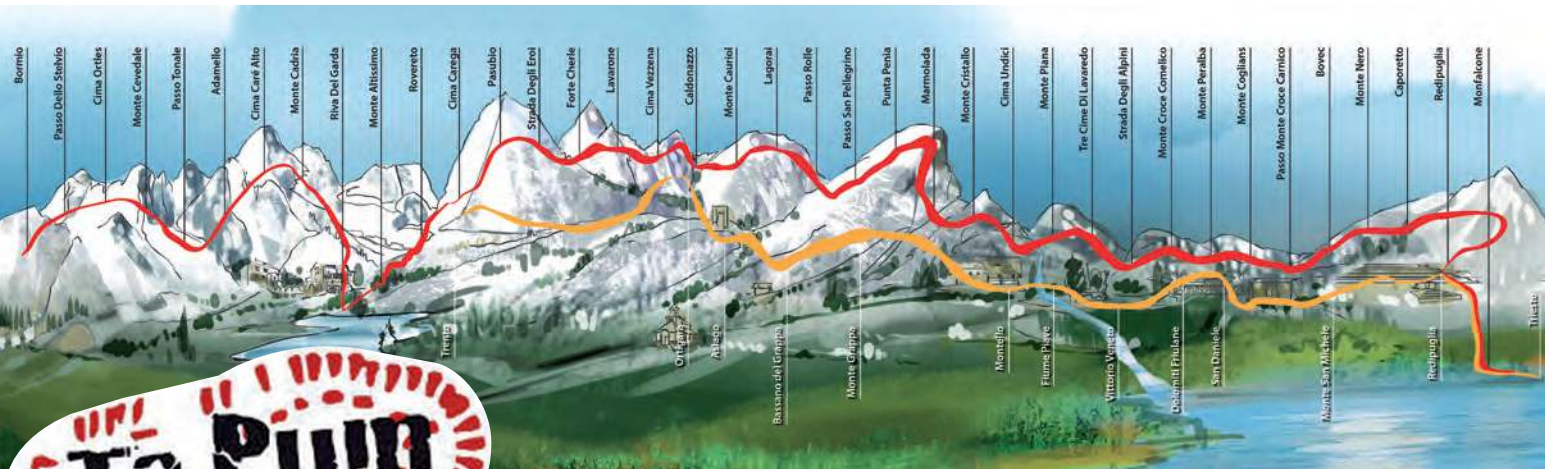 Bormio
Passo Dello Stelvio
Cima Ortles
Monte Cevedale
Passo Tonale
Adamello
Cima Carè Alto
Monte Cadria
Riva Del Garda
Monte Altissimo
Rovereto
Cima Carega
Pasubio
Strada Degli Eroi
Forte Cherle
Lavarone
Cima Vezzena
Caldonazzo
Monte Caurioi
Lagorai
Passo Rolle
Passo San Pellegrino
Punta Penia
Marmolada
Monte Cristallo
Cima Undici
Monte Piana
Tre Cime Di Lavaredo
Strada Degli Alpini
Monte Croce Comelico
Monte Peralba
Monte Coglians
Passo Monte Croce Carnico
Bovec
Monte Nero
Caporetto
Redipuglia
Monfalcone
Trento
Ortigara
Asiago
Bassano del Grappa
Monte Grappa
Montello
Fiume Piave
Vittorio Veneto
Dolomiti Friulane
San Daniele
Monte San Michele
Redipuglia
Trieste